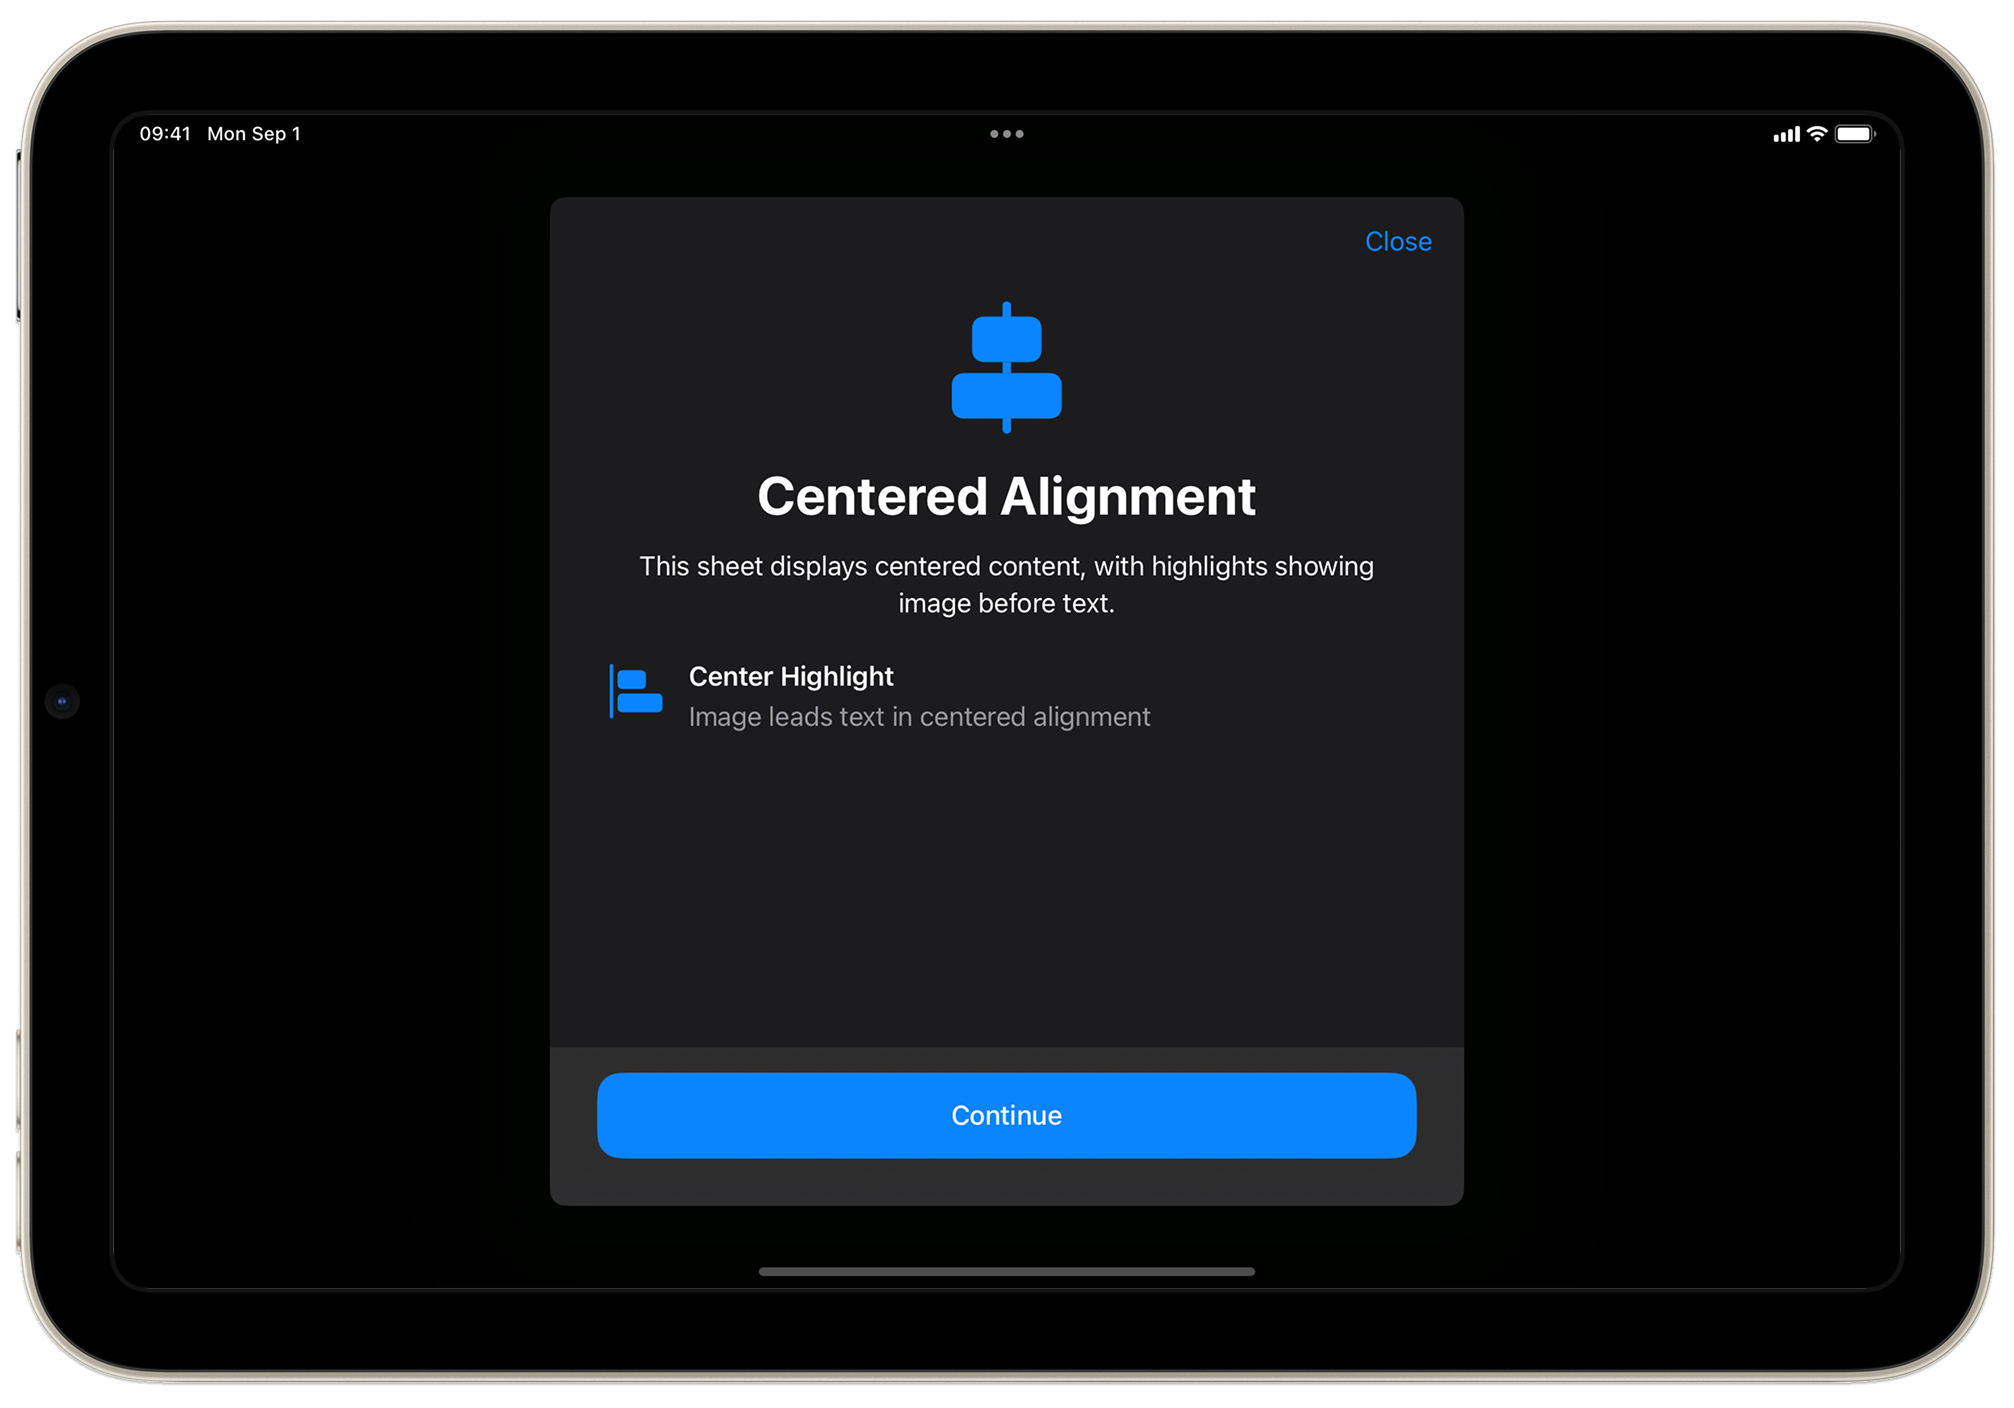 09:41 Mon Sep 1
Close
Centered Alignment
This sheet displays centered content, with highlights showing
image before text.
Center Highlight
Image leads text in centered alignment
Continue